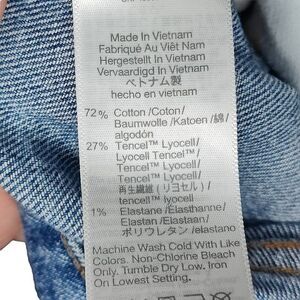 Made In Vietnam
Fabriqué Au Viêt Nam
Hergestellt In Vietnam
Vervaardigd In Vietnam
ベトナム製
hecho en vietnam
72% Cotton /Coton/
Baumwolle /Katoen /綿/
algodón
27% Tencel™ Lyocell/
Lyocell Tencel™/
Tencel™ Lyocell/
Tencel™ Lyocell/
再生繊維 (リヨセル) /
tencel™ lyocell
1% Elastane /Élasthanne/
Elastan /Elastaan /
ポリウレタン /elastano
Machine Wash Cold With Like
Colors. Non-Chlorine Bleach
Only. Tumble Dry Low. Iron
On Lowest Setting.